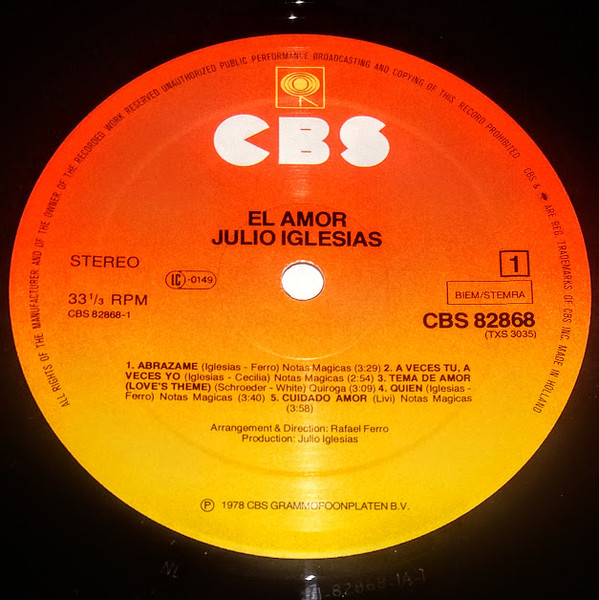 ALL RIGHTS OF THE MANUFACTURER AND OF THE OWNER OF THE RECORDED WORK RESERVED UNAUTHORIZED PUBLIC PERFORMANCE BROADCASTING AND COPYING OF THIS RECORD PROHIBITED CBS & ARE REG. TRADEMARKS OF CBS INC. MADE IN HOLLAND
CBS
EL AMOR
JULIO IGLESIAS
STEREO
IC -0149
1
33 1/3 RPM
BIEM/STEMRA
CBS 82868-1
CBS 82868
(TXS 3035)
1. ABRAZAME (Iglesias - Ferro) Notas Magicas (3:29) 2. A VECES TU, A
VECES YO (Iglesias - Cecilia) Notas Magicas (2:54) 3. TEMA DE AMOR
(LOVE'S THEME) (Schroeder - White) Quiroga (3:09) 4. QUIEN (Iglesias -
Ferro) Notas Magicas (3:40) 5. CUIDADO AMOR (Livi) Notas Magicas
(3:58)
Arrangement & Direction: Rafael Ferro
Production: Julio Iglesias
Ⓟ 1978 CBS GRAMMOFOONPLATEN B.V.
NL